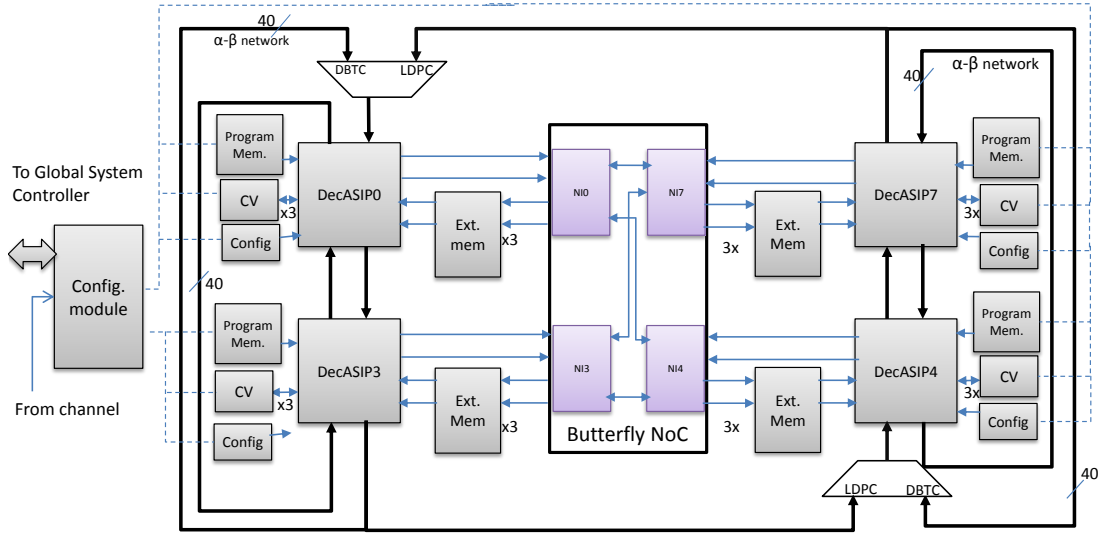 40
α-β network
DBTC
LDPC
40
α-β network
Program
Mem.
CV
x3
Config
DecASIP0
Ext.
mem
x3
NI0
NI7
3x
Ext.
Mem
DecASIP7
Program
Mem.
3x
CV
Config
To Global System
Controller
Config.
module
From channel
40
Program
Mem.
CV
x3
Config
DecASIP3
Ext.
Mem
x3
NI3
NI4
Butterfly NoC
3x
Ext.
Mem
DecASIP4
Program
Mem.
3x
CV
Config
LDPC
DBTC
40